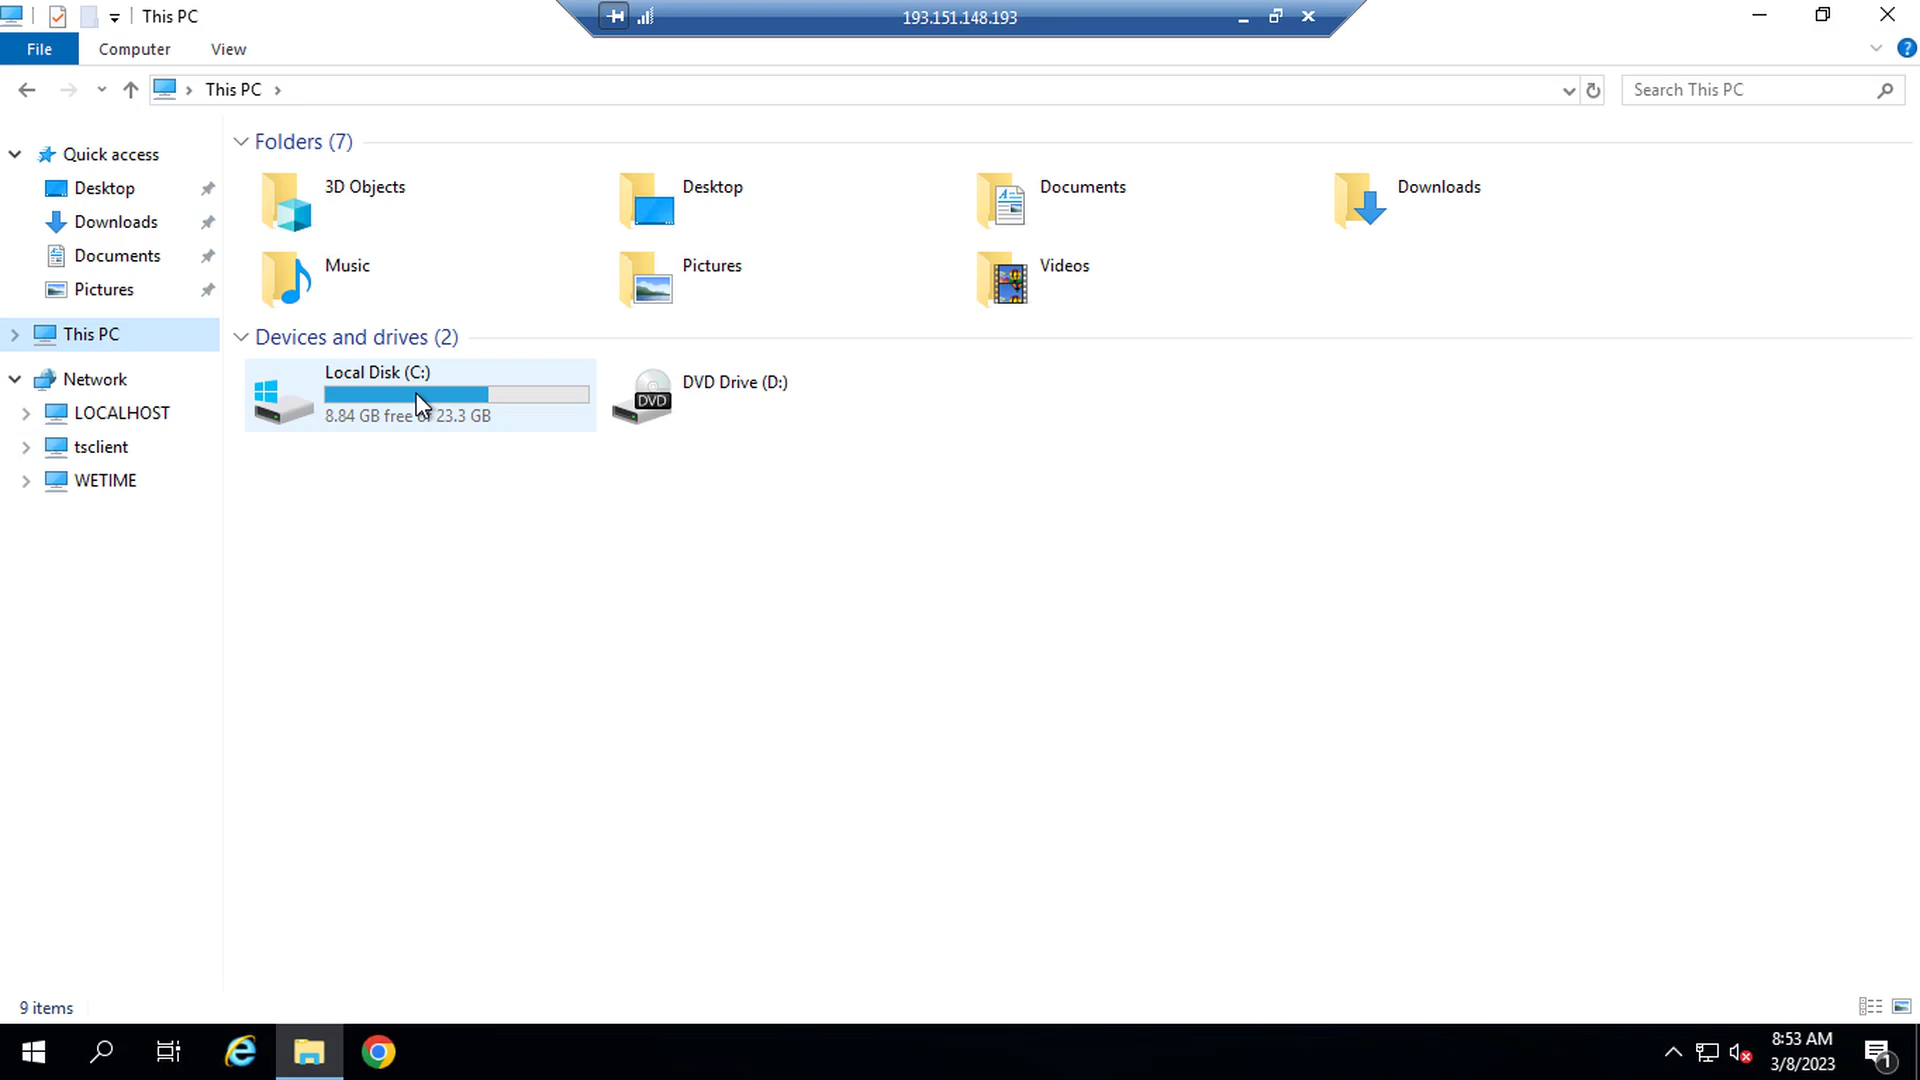 This PC
193.151.148.193
File
Computer
View
This PC
Search This PC
Quick access
Desktop
Downloads
Documents
Pictures
This PC
Network
LOCALHOST
tsclient
WETIME
Folders (7)
3D Objects
Desktop
Documents
Downloads
Music
Pictures
Videos
Devices and drives (2)
Local Disk (C:)
8.84 GB free of 23.3 GB
DVD Drive (D:)
DVD
9 items
8:53 AM
3/8/2023
1